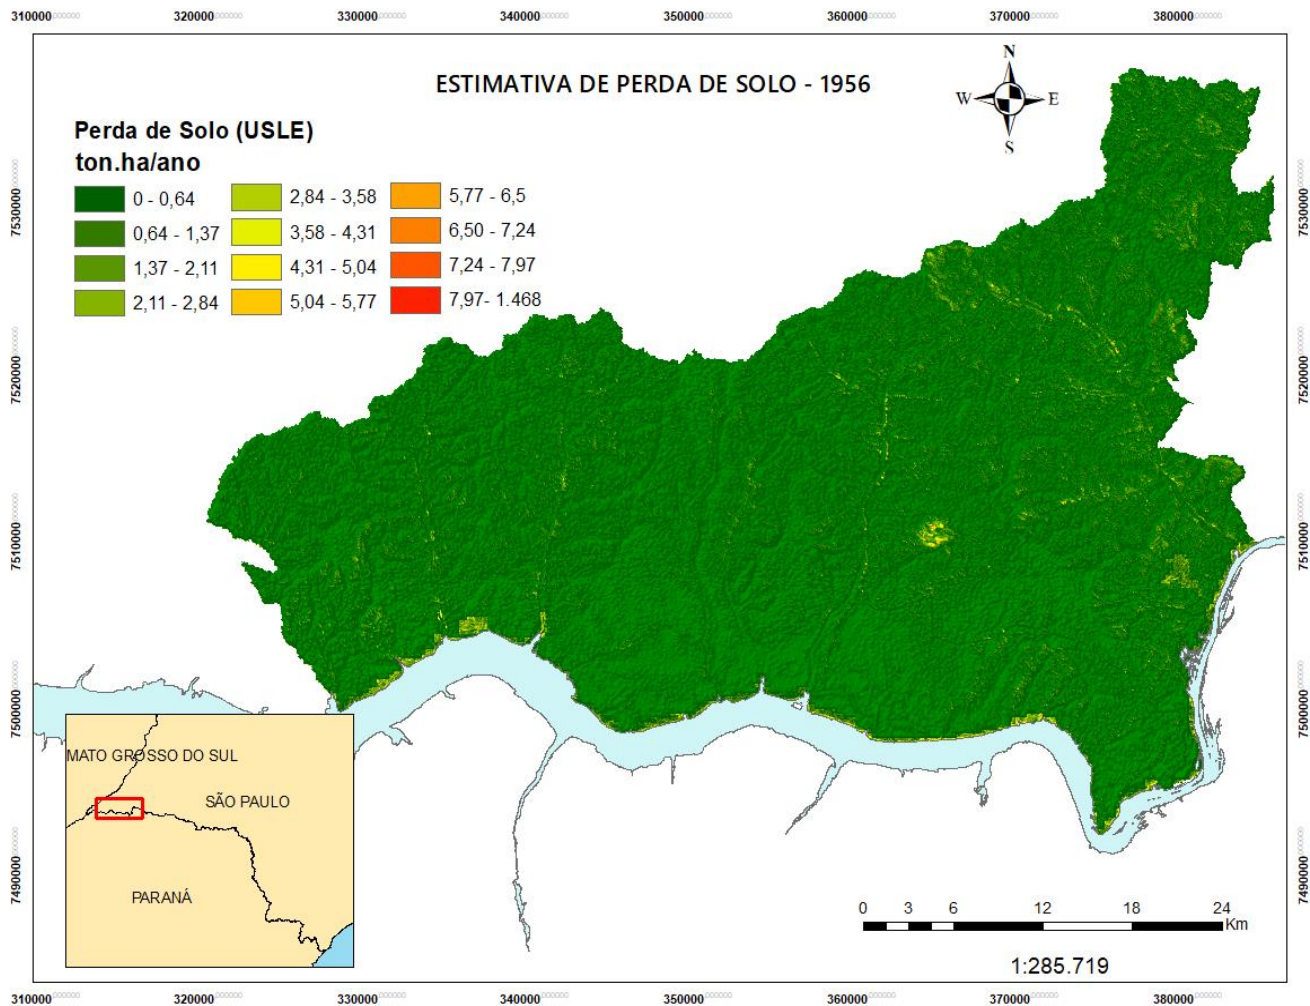 310000 320000 330000 340000 350000 360000 370000 380000
ESTIMATIVA DE PERDA DE SOLO - 1956
N
W E
S
Perda de Solo (USLE)
ton.ha/ano
0 - 0,64
0,64 - 1,37
1,37 - 2,11
2,11 - 2,84
2,84 - 3,58
3,58 - 4,31
4,31 - 5,04
5,04 - 5,77
5,77 - 6,5
6,50 - 7,24
7,24 - 7,97
7,97- 1.468
7530000
7520000
7510000
7500000
7490000
7530000
7520000
7510000
7500000
7490000
MATO GROSSO DO SUL
SÃO PAULO
PARANÁ
0 3 6 12 18 24
Km
1:285.719
310000 320000 330000 340000 350000 360000 370000 380000